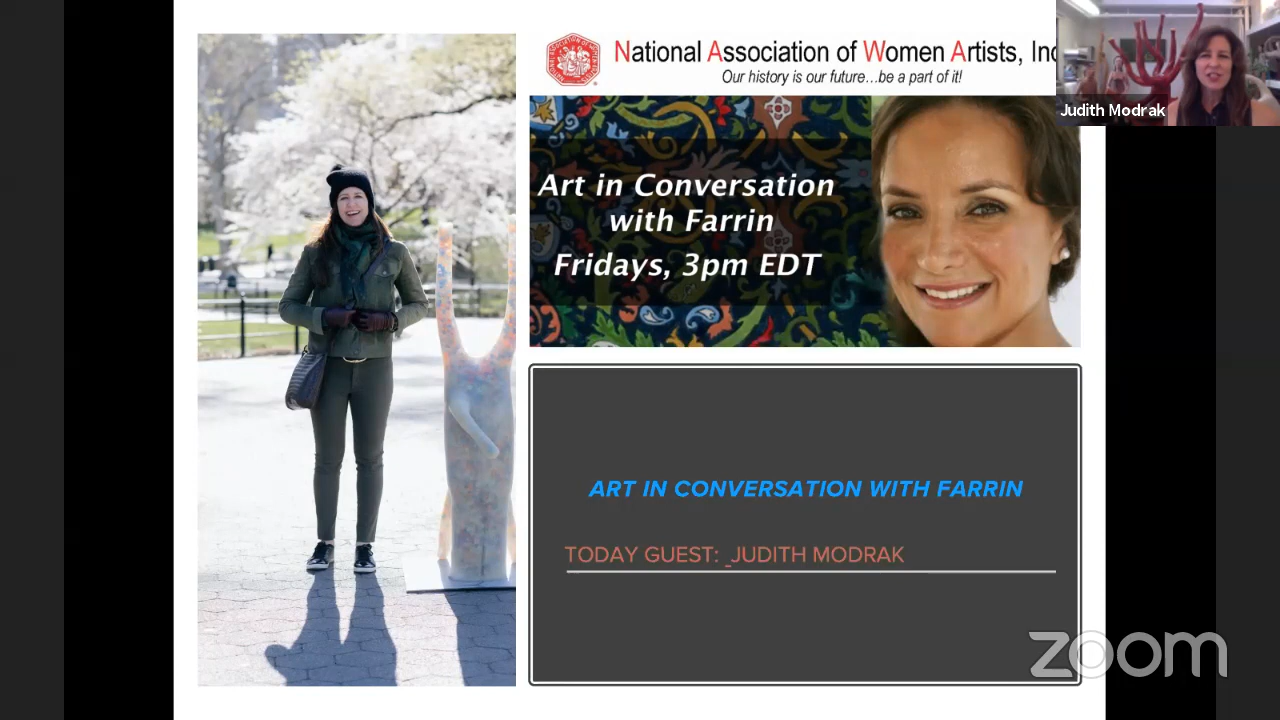 National Association of Women Artists, Inc
Our history is our future...be a part of it!
Judith Modrak
Art in Conversation
with Farrin
Fridays, 3pm EDT
ART IN CONVERSATION WITH FARRIN
TODAY GUEST: _JUDITH MODRAK
zoom